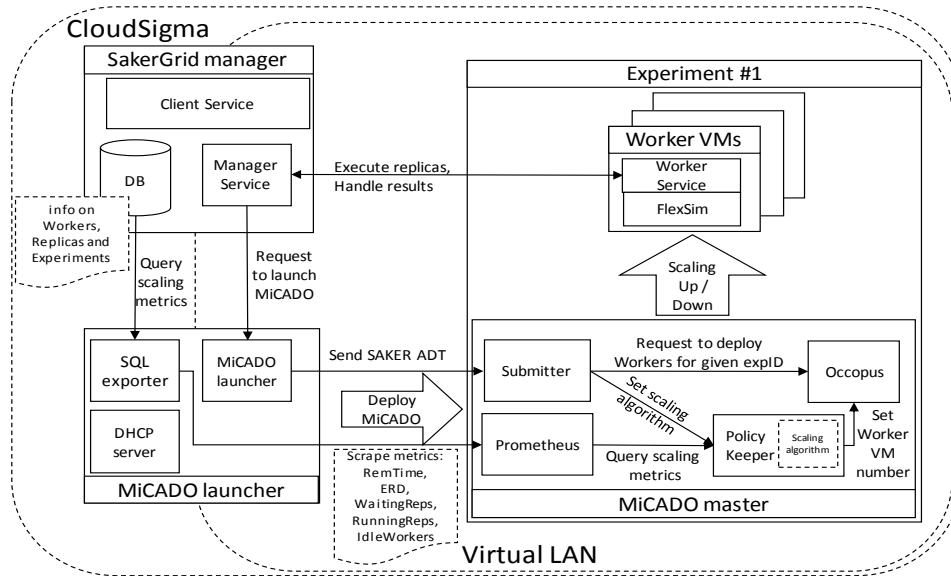 CloudSigma
SakerGrid manager
Client Service
DB
Manager
Service
info on
Workers,
Replicas and
Experiments
Query
scaling
metrics
Request
to launch
MiCADO
Execute replicas,
Handle results
Experiment #1
Worker VMs
Worker
Service
FlexSim
Scaling
Up /
Down
SQL
exporter
MiCADO
launcher
DHCP
server
MiCADO launcher
Send SAKER ADT
Deploy
MiCADO
Scrape metrics:
RemTime,
ERD,
WaitingReps,
RunningReps,
IdleWorkers
Submitter
Request to deploy
Workers for given expID
Occopus
Set scaling
algorithm
Prometheus
Query scaling
metrics
Policy
Keeper
Scaling
algorithm
Set
Worker
VM
number
MiCADO master
Virtual LAN